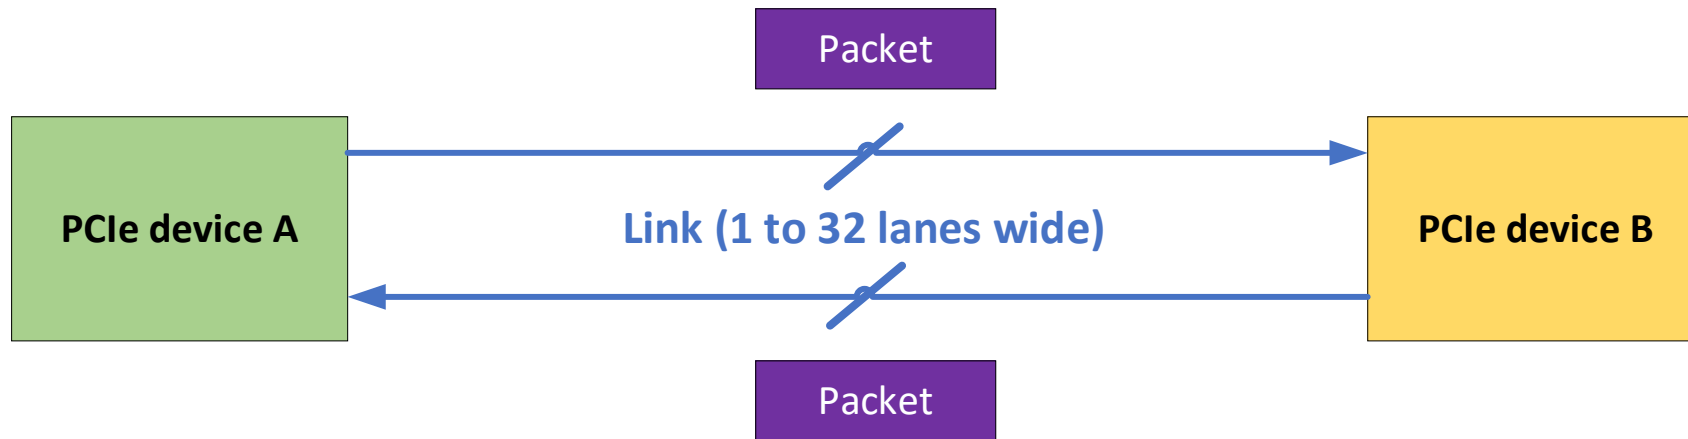 Packet
PCIe device A
Link (1 to 32 lanes wide)
PCIe device B
Packet